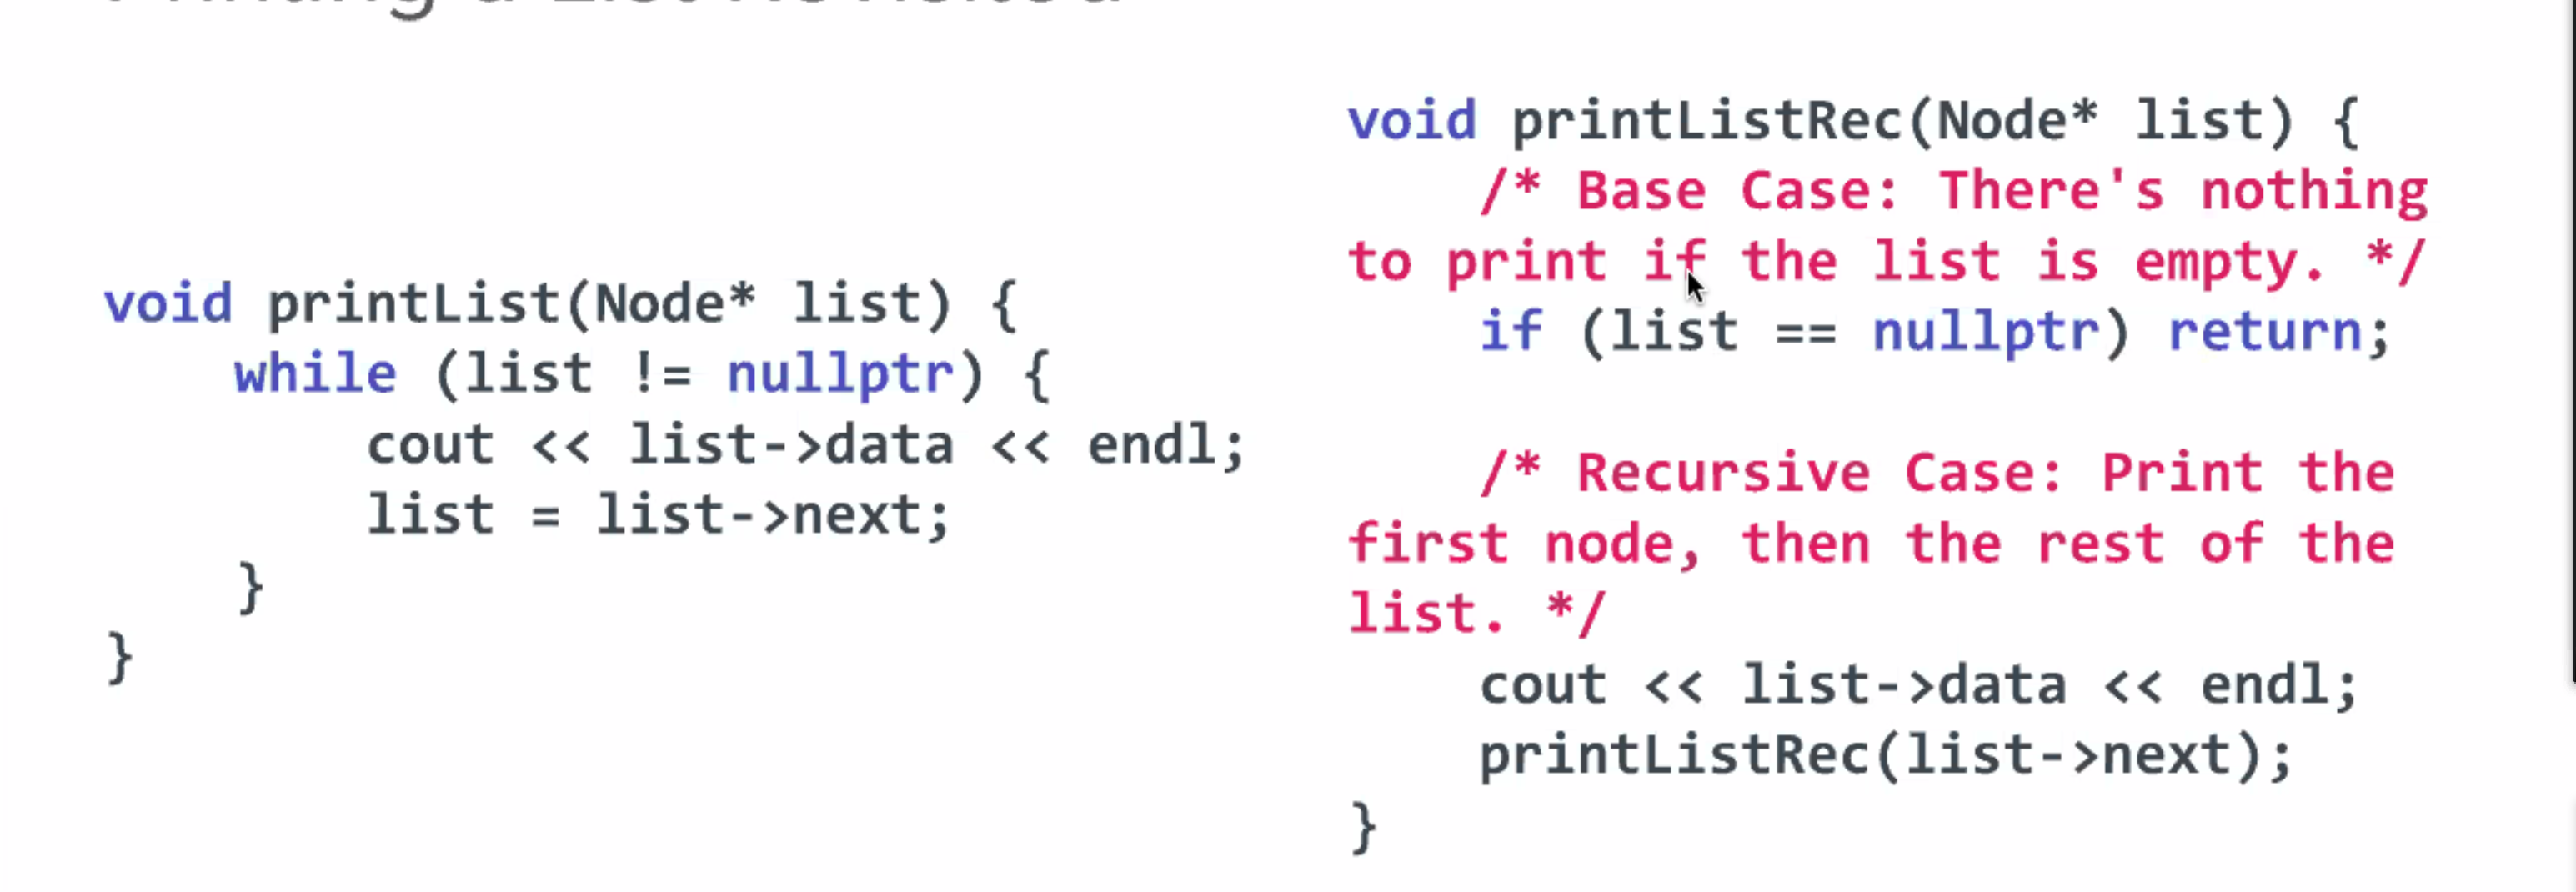 void printList(Node* list) {
    while (list != nullptr) {
        cout << list->data << endl;
        list = list->next;
    }
}
void printListRec(Node* list) {
    /* Base Case: There's nothing
to print if the list is empty. */
    if (list == nullptr) return;
    /* Recursive Case: Print the
first node, then the rest of the
list. */
    cout << list->data << endl;
    printListRec(list->next);
}